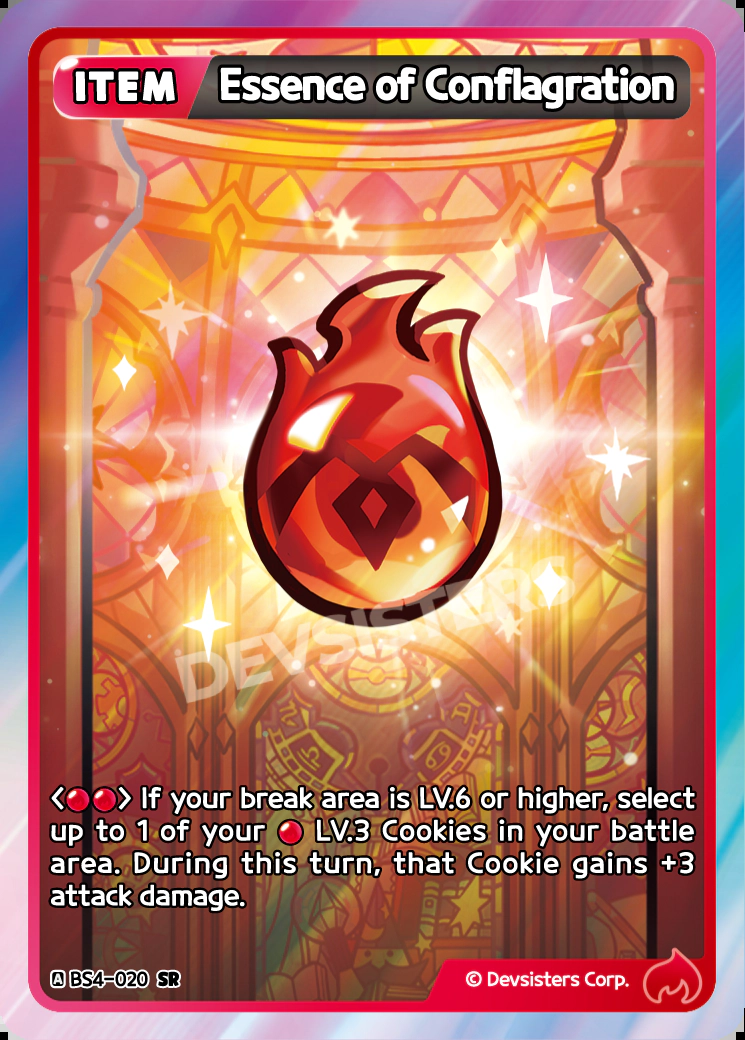 ITEM Essence of Conflagration
DEVSISTERS
<🔴🔴> If your break area is LV.6 or higher, select
up to 1 of your 🔴 LV.3 Cookies in your battle
area. During this turn, that Cookie gains +3
attack damage.
A BS4-020 SR © Devsisters Corp.